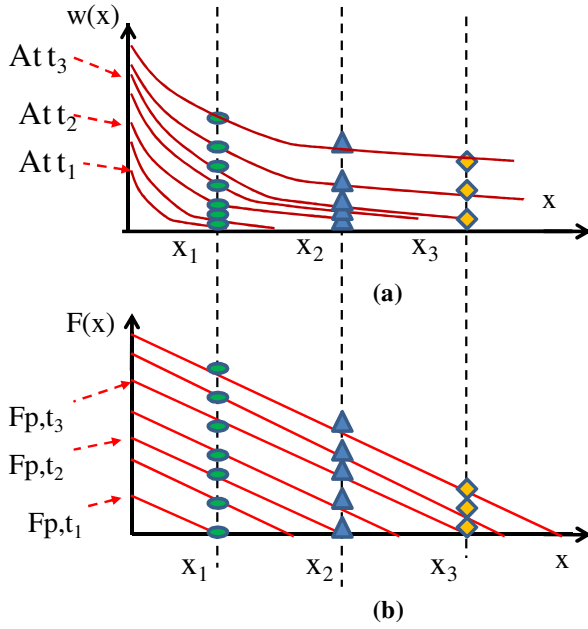 w(x)
At t₃
At t₂
At t₁
x
x₁ x₂ x₃
(a)
F(x)
Fp,t₃
Fp,t₂
Fp,t₁
x₁ x₂ x₃ x
(b)